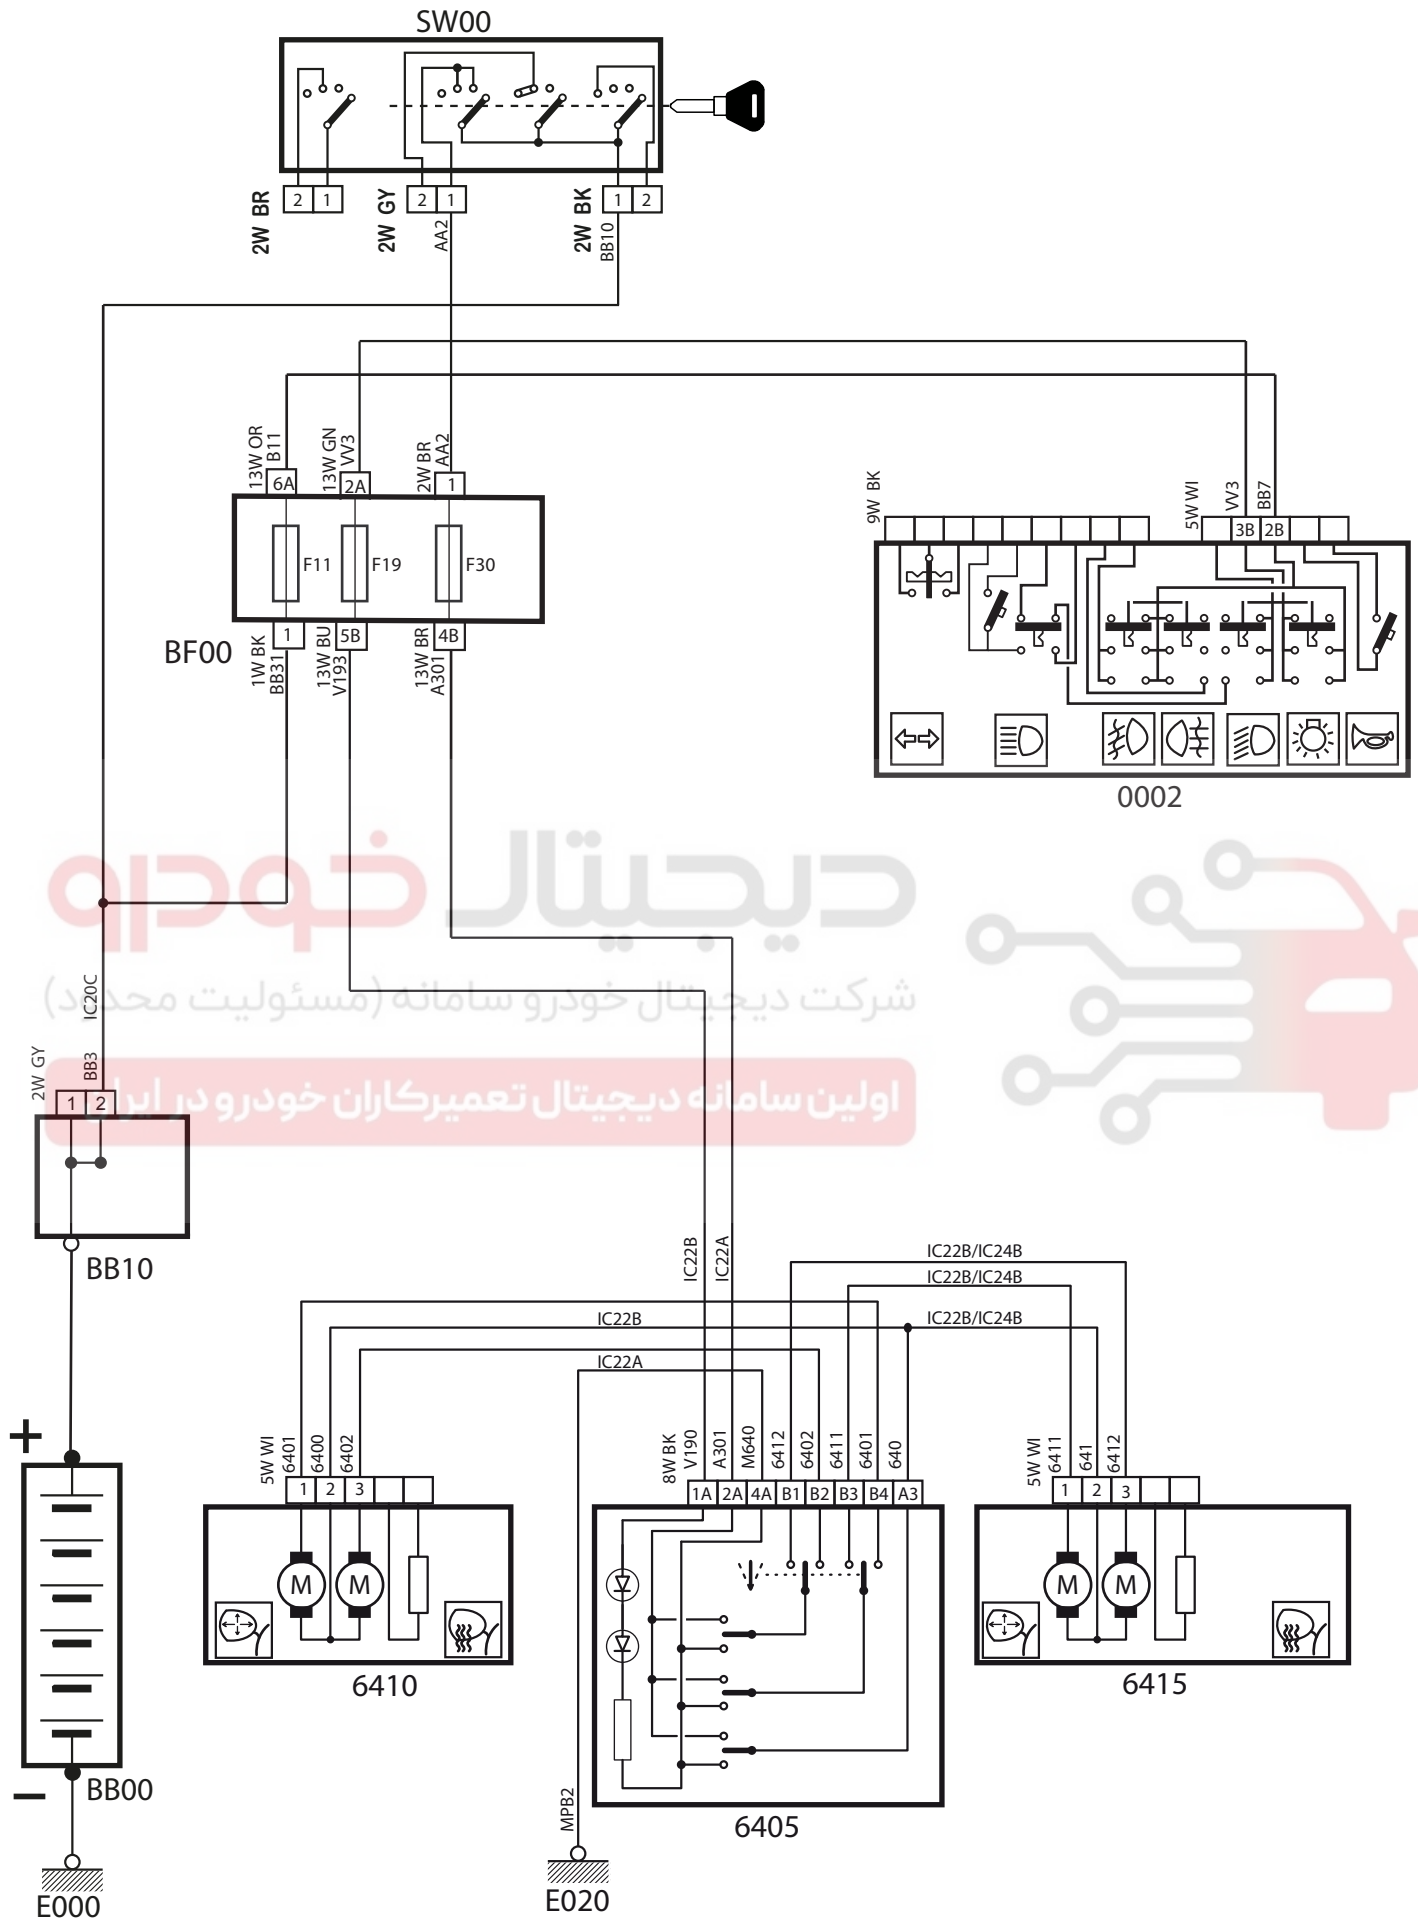 SW00
2W BR
2
1
2W GY
2
1
AA2
2W BK
1
2
BB10
13W OR
B11
6A
13W GN
VV3
2A
2W BR
AA2
1
F11
F19
F30
BF00
1W BK
BB31
1
13W BU
V193
5B
13W BR
A301
4B
9W BK
5W WI
VV3
BB7
3B
2B
0002
دیجیتال خودرو
شرکت دیجیتال خودرو سامانه (مسئولیت محدود)
اولین سامانه دیجیتال تعمیرکاران خودرو در ایران
IC20C
2W GY
BB3
1
2
BB10
+
−
BB00
E000
IC22B
IC22A
IC22B/IC24B
IC22B/IC24B
IC22B
IC22B/IC24B
IC22A
5W WI
6401
6400
6402
1
2
3
M
M
6410
8W BK
V190
A301
M640
6412
6402
6411
6401
640
1A
2A
4A
B1
B2
B3
B4
A3
6405
5W WI
6411
641
6412
1
2
3
M
M
6415
MPB2
E020